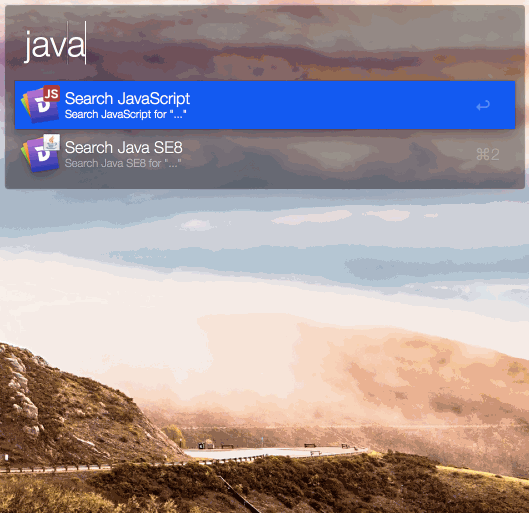 java
JS
Search JavaScript
Search JavaScript for "..."
↩
Search Java SE8
Search Java SE8 for "..."
⌘2